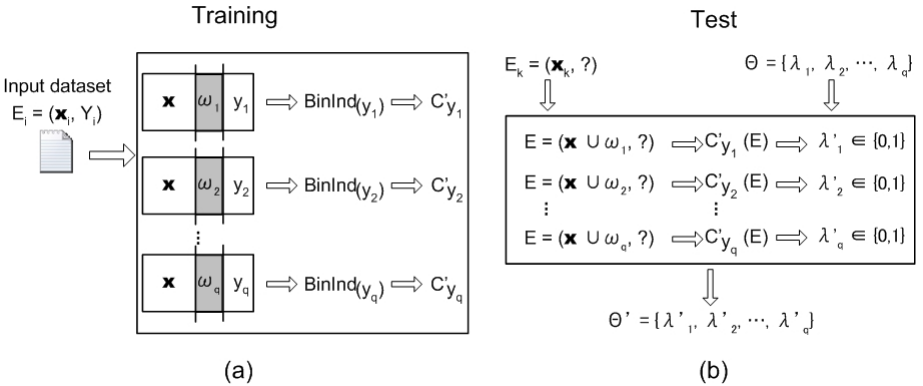 Training
Input dataset
E_i = (x_i, Y_i)
x ω_1 y_1 BinInd(y_1) C'_{y_1}
x ω_2 y_2 BinInd(y_2) C'_{y_2}
⋮
x ω_q y_q BinInd(y_q) C'_{y_q}
(a)
Test
E_k = (x_k, ?)
Θ = {λ_1, λ_2, ⋯, λ_q}
E = (x ∪ ω_1, ?) C'_{y_1} (E) λ'_1 ∈ {0,1}
E = (x ∪ ω_2, ?) C'_{y_2} (E) λ'_2 ∈ {0,1}
⋮ ⋮
E = (x ∪ ω_q, ?) C'_{y_q} (E) λ'_q ∈ {0,1}
Θ' = {λ'_1, λ'_2, ⋯, λ'_q}
(b)